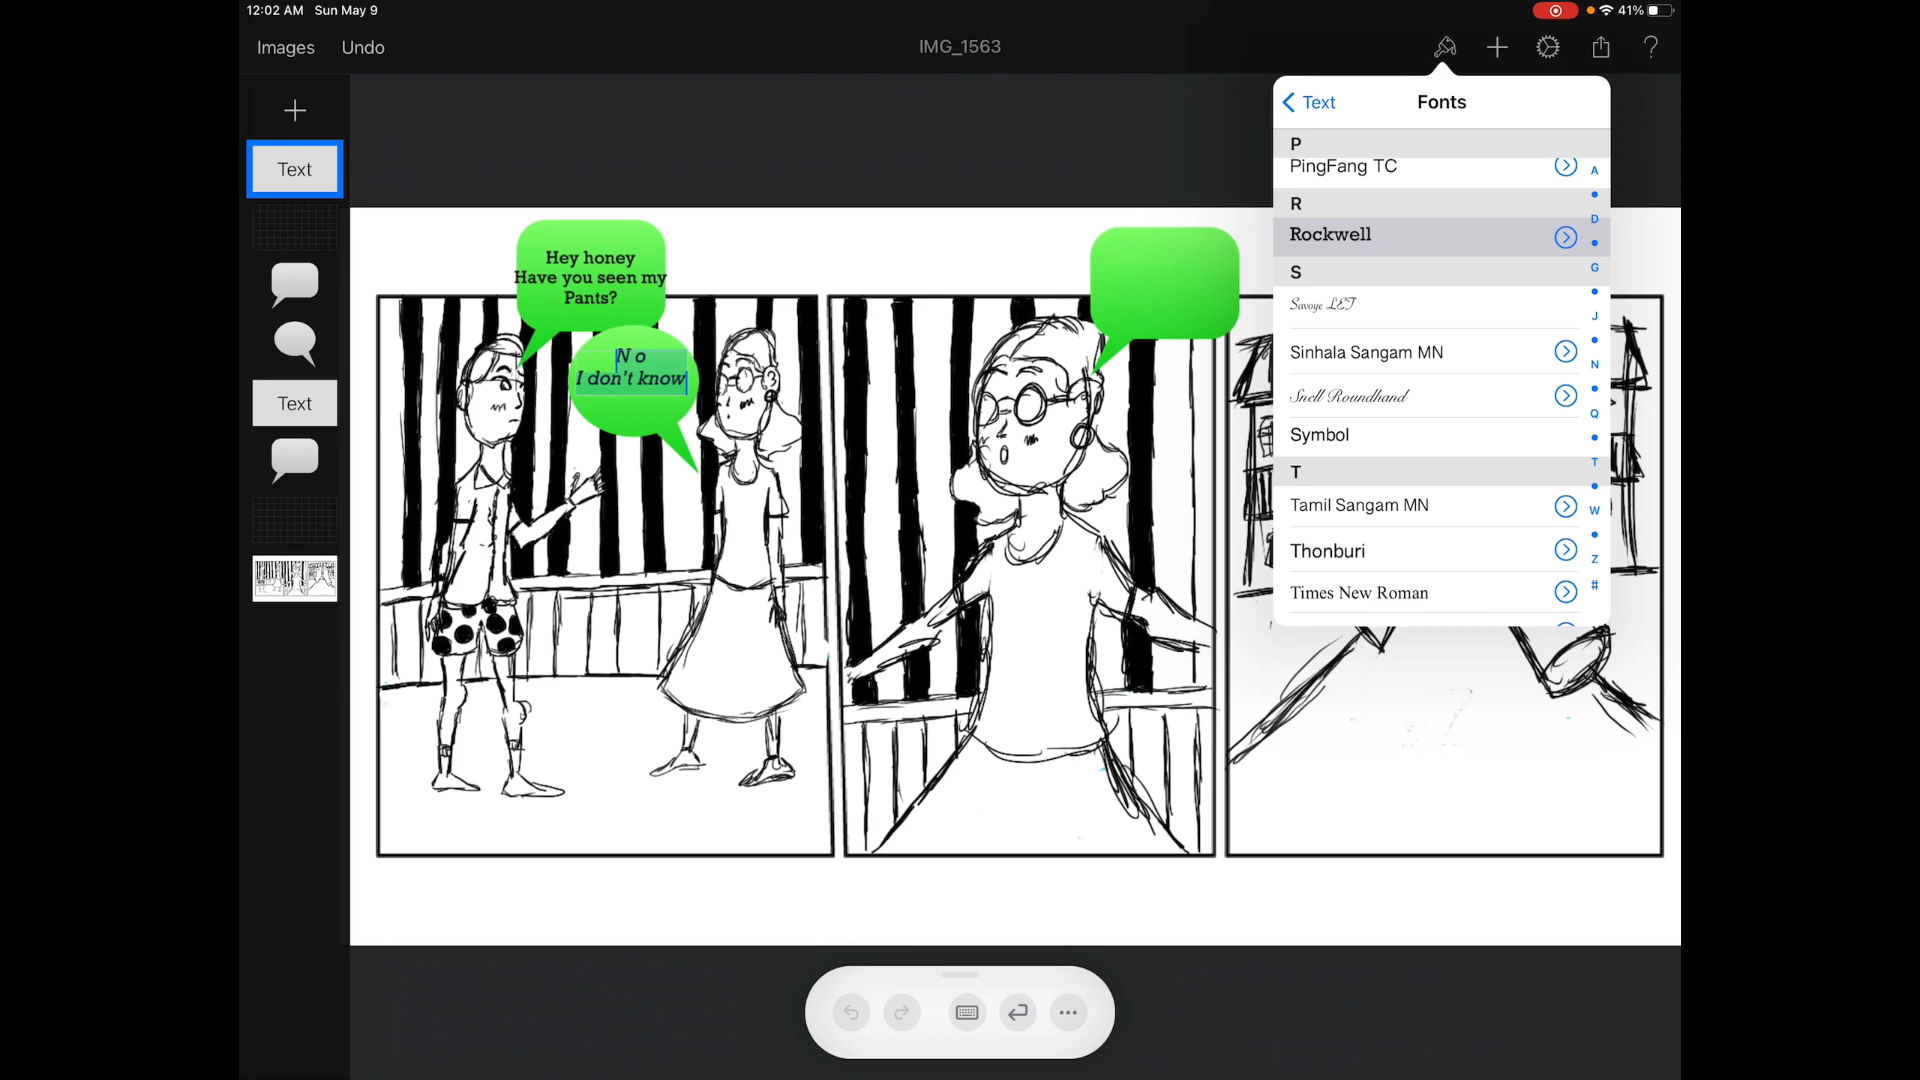 12:02 AM Sun May 9
41%
Images Undo
IMG_1563
?
Text
Text
Text
Fonts
P
PingFang TC
R
Rockwell
S
Savoye LET
Sinhala Sangam MN
Snell Roundhand
Symbol
T
Tamil Sangam MN
Thonburi
Times New Roman
A
D
G
J
N
Q
T
W
Z
#
Hey honey
Have you seen my
Pants?
N o
I don't know